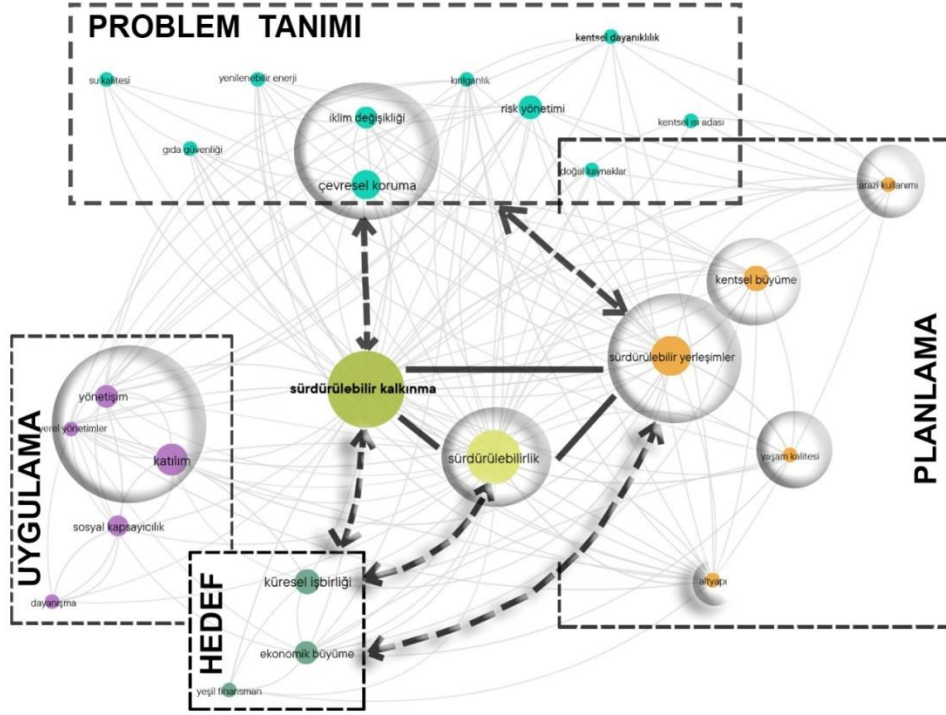 PROBLEM TANIMI
kentsel dayanıklılık
su kalitesi
yenilenebilir enerji
kırılganlık
risk yönetimi
iklim değişikliği
kentsel ısı adası
gıda güvenliği
doğal kaynaklar
çevresel koruma
arazi kullanımı
kentsel büyüme
sürdürülebilir yerleşimler
PLANLAMA
sürdürülebilir kalkınma
UYGULAMA
yönetişim
yerel yönetimler
katılım
sürdürülebilirlik
yaşam kalitesi
sosyal kapsayıcılık
dayanışma
HEDEF
küresel işbirliği
altyapı
ekonomik büyüme
yeşil finansman